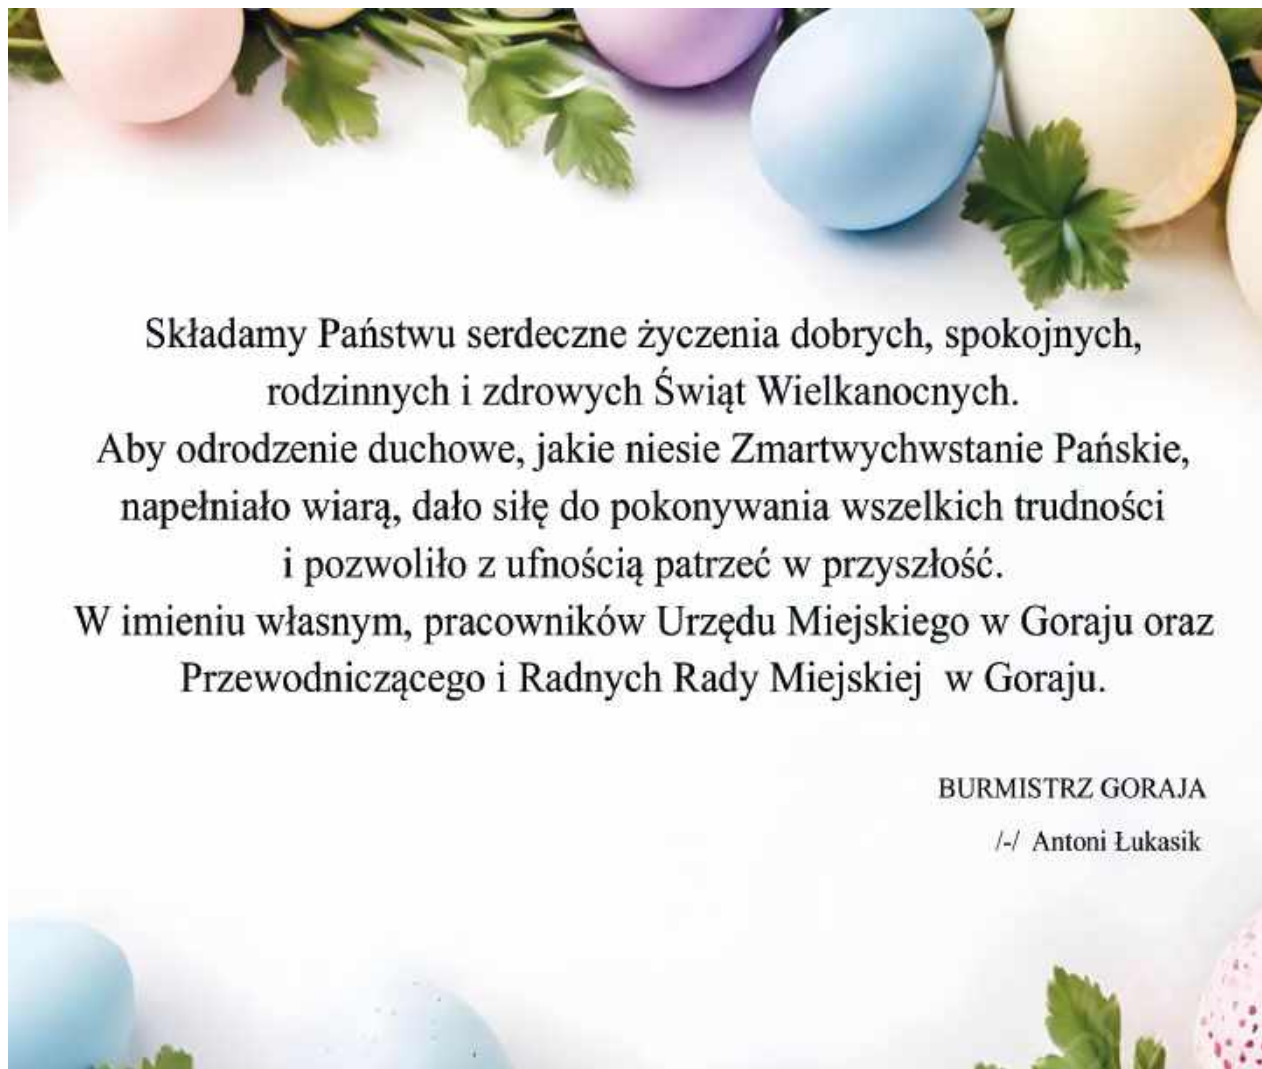 Składamy Państwu serdeczne życzenia dobrych, spokojnych,
rodzinnych i zdrowych Świąt Wielkanocnych.
Aby odrodzenie duchowe, jakie niesie Zmartwychwstanie Pańskie,
napełniało wiarą, dało siłę do pokonywania wszelkich trudności
i pozwoliło z ufnością patrzeć w przyszłość.
W imieniu własnym, pracowników Urzędu Miejskiego w Goraju oraz
Przewodniczącego i Radnych Rady Miejskiej w Goraju.
BURMISTRZ GORAJA
/-/ Antoni Łukasik